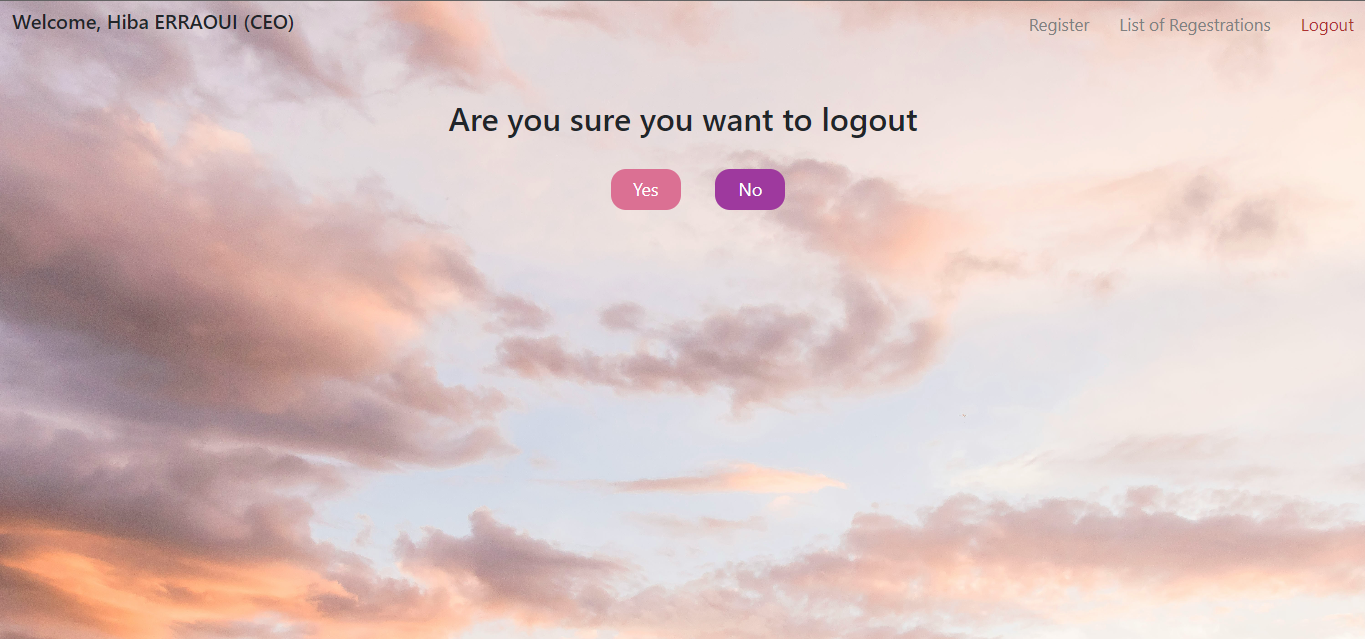 Welcome, Hiba ERRAOUI (CEO)
Register List of Regestrations Logout
Are you sure you want to logout
Yes No